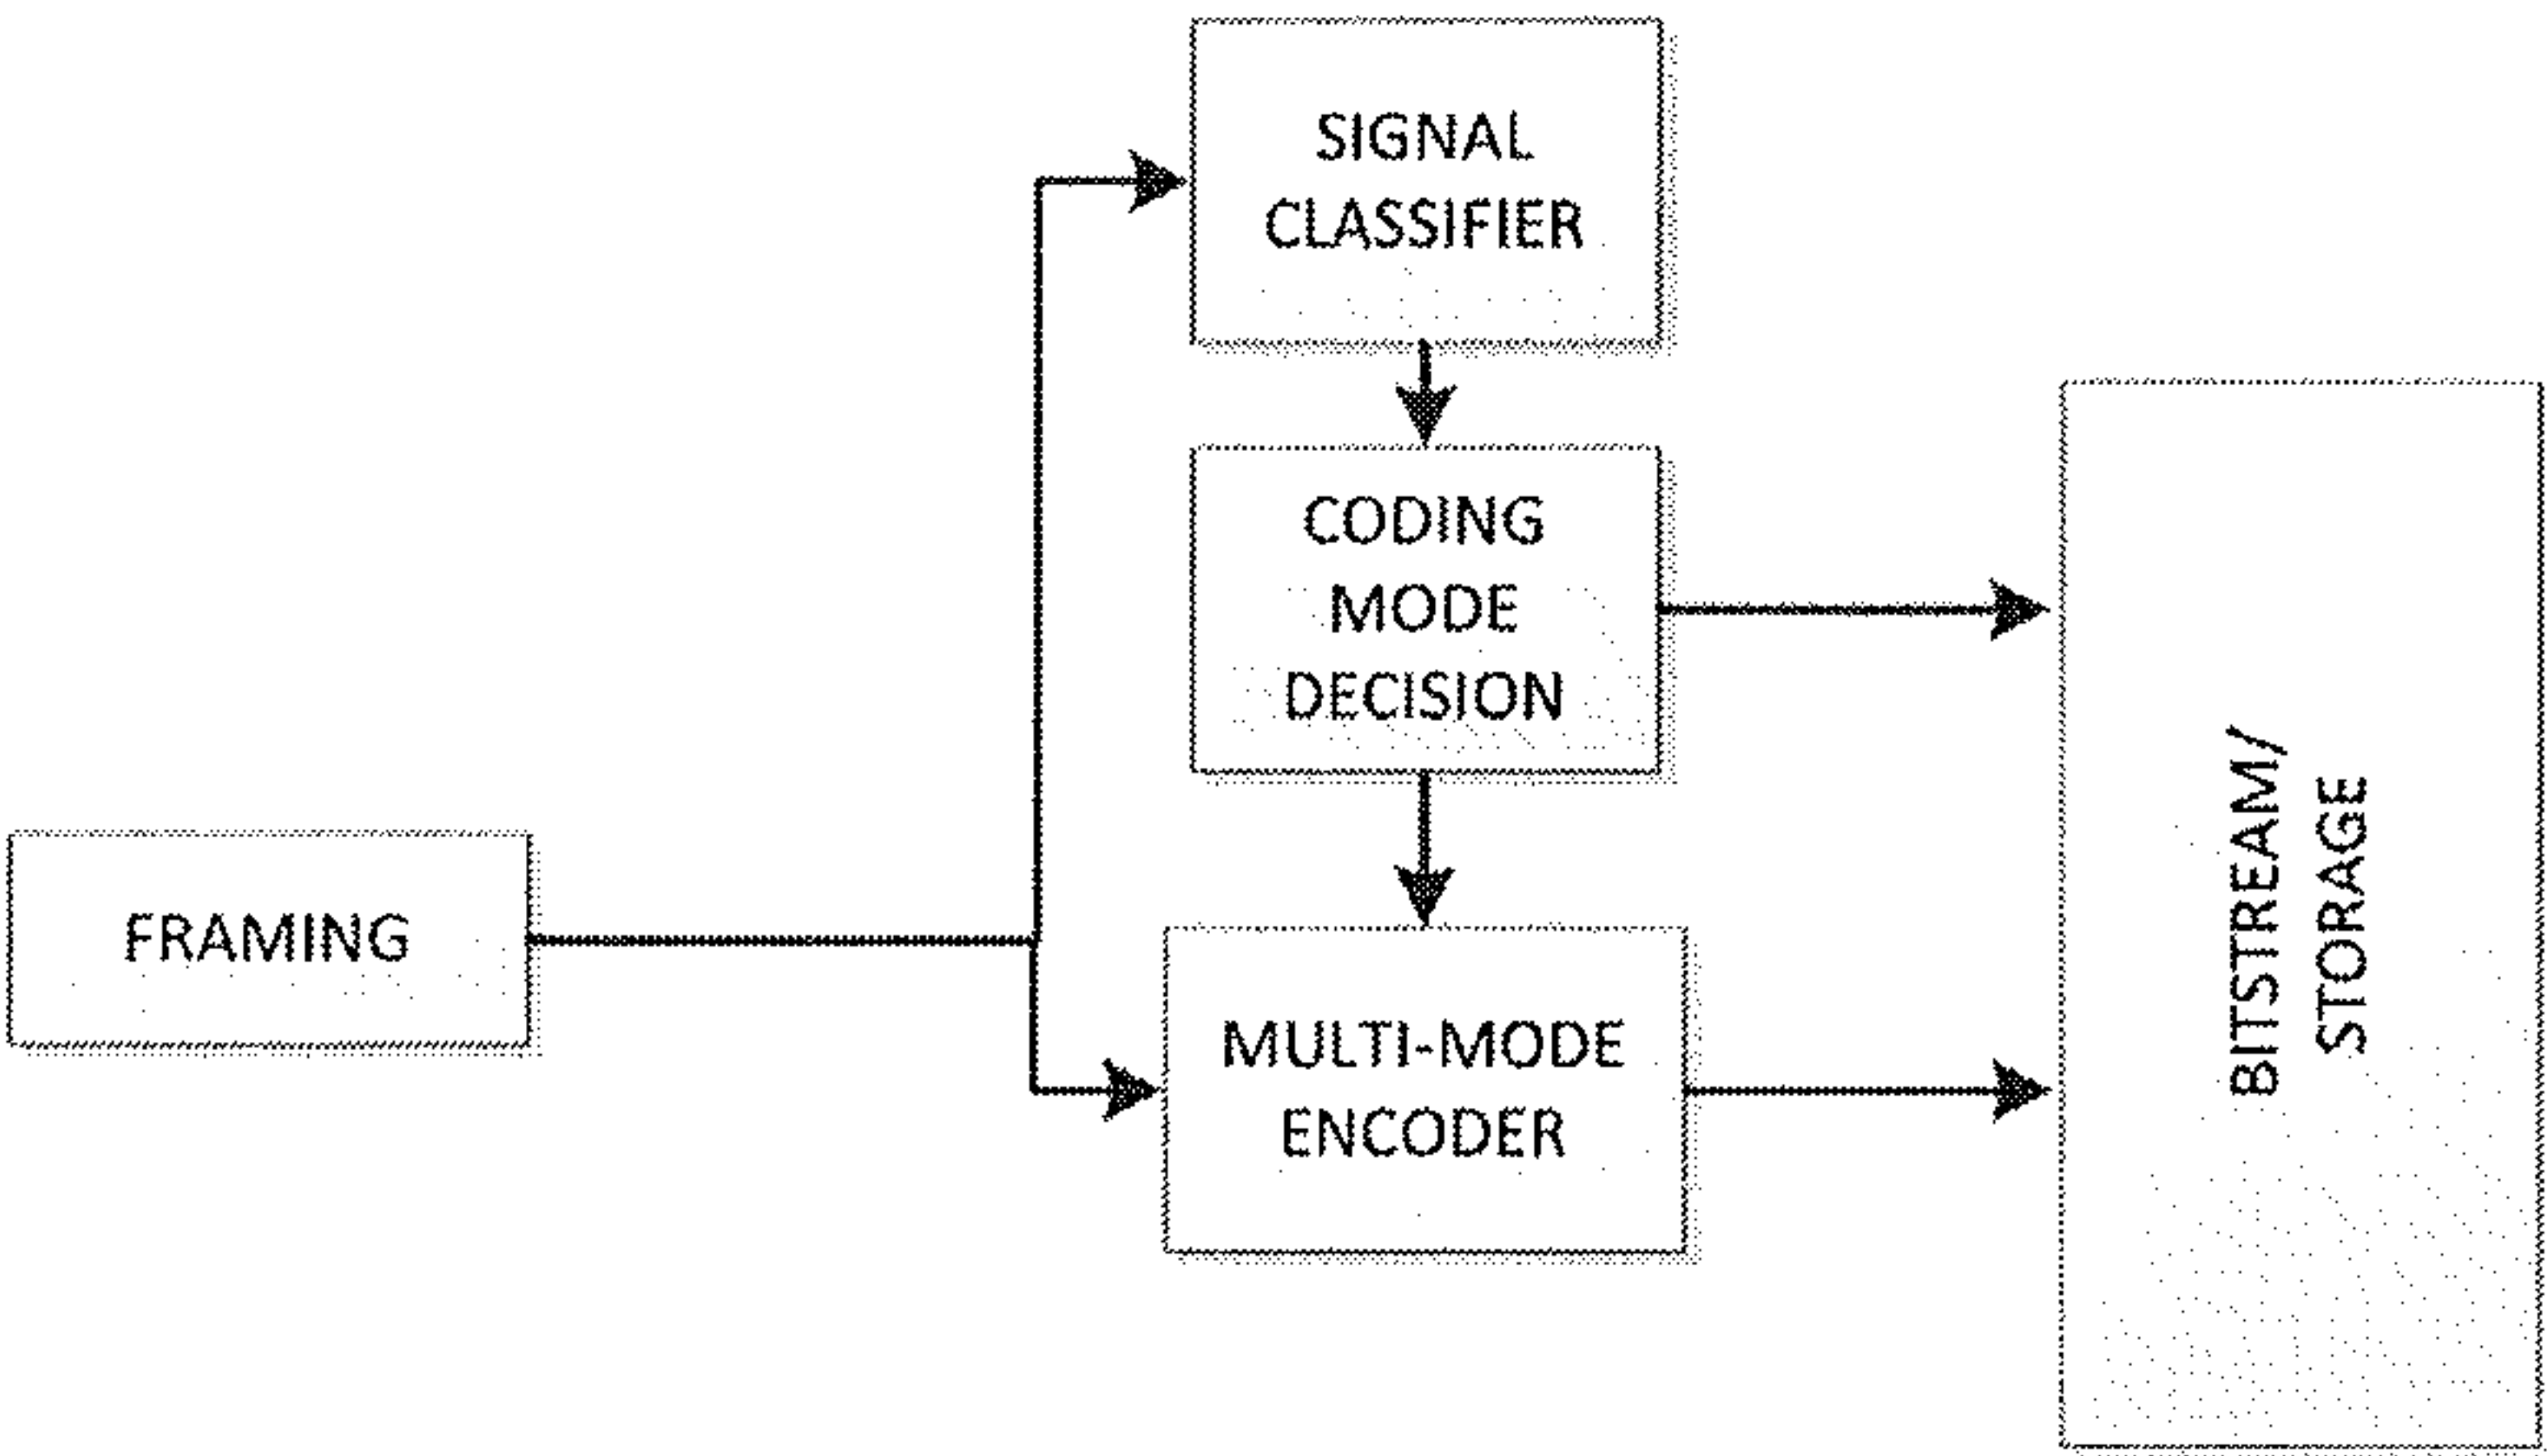 SIGNAL
CLASSIFIER
CODING
MODE
DECISION
FRAMING
MULTI-MODE
ENCODER
BITSTREAM/
STORAGE